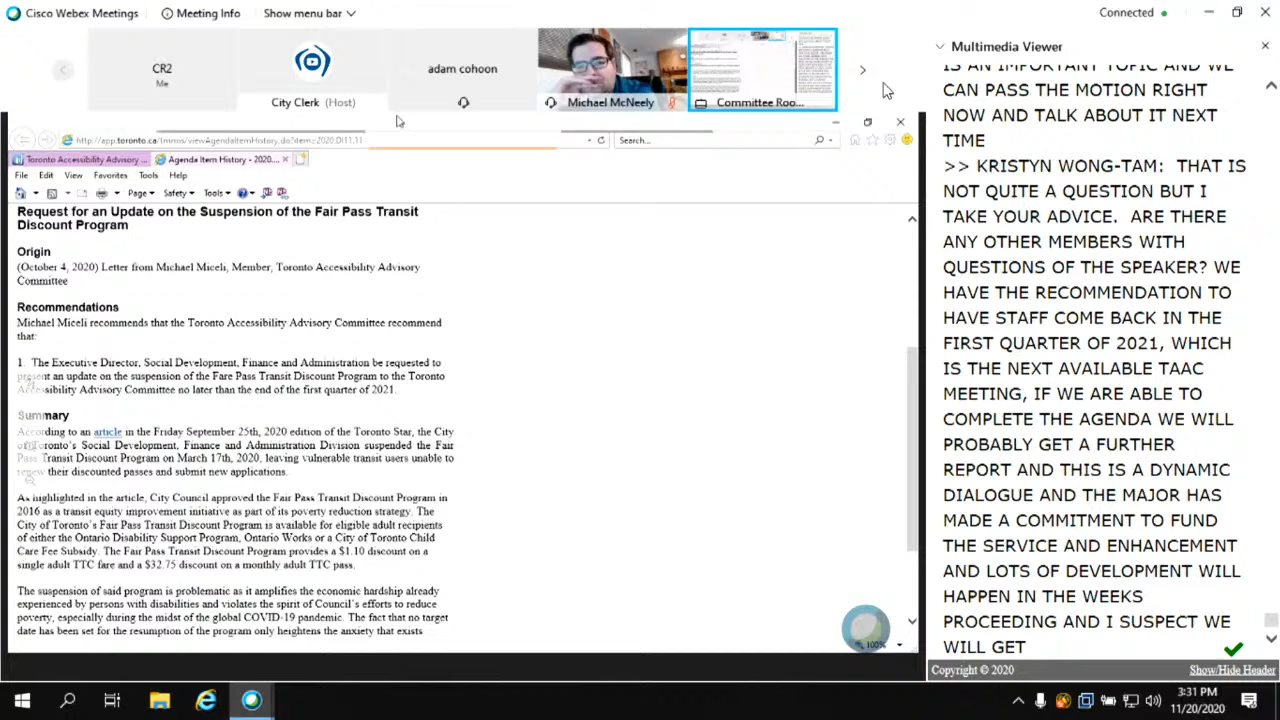 Cisco Webex Meetings
Meeting Info
Show menu bar
Connected
CR2
Me
City Clerk (Host)
adam cohoon
Michael McNeely
Committee Roo...
http://app.toronto.ca/tmmis/viewAgendaItemHistory.do?item=2020.DI11.11
Search...
Toronto Accessibility Advisory ...
Agenda Item History - 2020....
File Edit View Favorites Tools Help
Page Safety Tools
Request for an Update on the Suspension of the Fair Pass Transit
Discount Program
Origin
(October 4, 2020) Letter from Michael Miceli, Member, Toronto Accessibility Advisory
Committee
Recommendations
Michael Miceli recommends that the Toronto Accessibility Advisory Committee recommend
that:
1. The Executive Director, Social Development, Finance and Administration be requested to
present an update on the suspension of the Fare Pass Transit Discount Program to the Toronto
Accessibility Advisory Committee no later than the end of the first quarter of 2021.
Summary
According to an article in the Friday September 25th, 2020 edition of the Toronto Star, the City
of Toronto's Social Development, Finance and Administration Division suspended the Fair
Pass Transit Discount Program on March 17th, 2020, leaving vulnerable transit users unable to
renew their discounted passes and submit new applications.
As highlighted in the article, City Council approved the Fair Pass Transit Discount Program in
2016 as a transit equity improvement initiative as part of its poverty reduction strategy. The
City of Toronto's Fair Pass Transit Discount Program is available for eligible adult recipients
of either the Ontario Disability Support Program, Ontario Works or a City of Toronto Child
Care Fee Subsidy. The Fair Pass Transit Discount Program provides a $1.10 discount on a
single adult TTC fare and a $32.75 discount on a monthly adult TTC pass.
The suspension of said program is problematic as it amplifies the economic hardship already
experienced by persons with disabilities and violates the spirit of Council's efforts to reduce
poverty, especially during the midst of the global COVID-19 pandemic. The fact that no target
date has been set for the resumption of the program only heightens the anxiety that exists
100%
Multimedia Viewer
IS AN IMPORTANT TOPIC AND WE
CAN PASS THE MOTION RIGHT
NOW AND TALK ABOUT IT NEXT
TIME
>> KRISTYN WONG-TAM: THAT IS
NOT QUITE A QUESTION BUT I
TAKE YOUR ADVICE. ARE THERE
ANY OTHER MEMBERS WITH
QUESTIONS OF THE SPEAKER? WE
HAVE THE RECOMMENDATION TO
HAVE STAFF COME BACK IN THE
FIRST QUARTER OF 2021, WHICH
IS THE NEXT AVAILABLE TAAC
MEETING, IF WE ARE ABLE TO
COMPLETE THE AGENDA WE WILL
PROBABLY GET A FURTHER
REPORT AND THIS IS A DYNAMIC
DIALOGUE AND THE MAJOR HAS
MADE A COMMITMENT TO FUND
THE SERVICE AND ENHANCEMENT
AND LOTS OF DEVELOPMENT WILL
HAPPEN IN THE WEEKS
PROCEEDING AND I SUSPECT WE
WILL GET
Copyright © 2020
Show/Hide Header
3:31 PM
11/20/2020